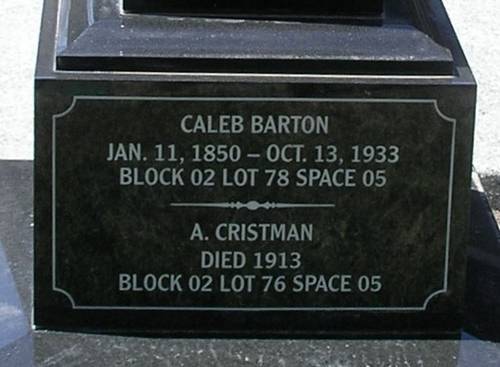 CALEB BARTON
JAN. 11, 1850 – OCT. 13, 1933
BLOCK 02 LOT 78 SPACE 05
A. CRISTMAN
DIED 1913
BLOCK 02 LOT 76 SPACE 05